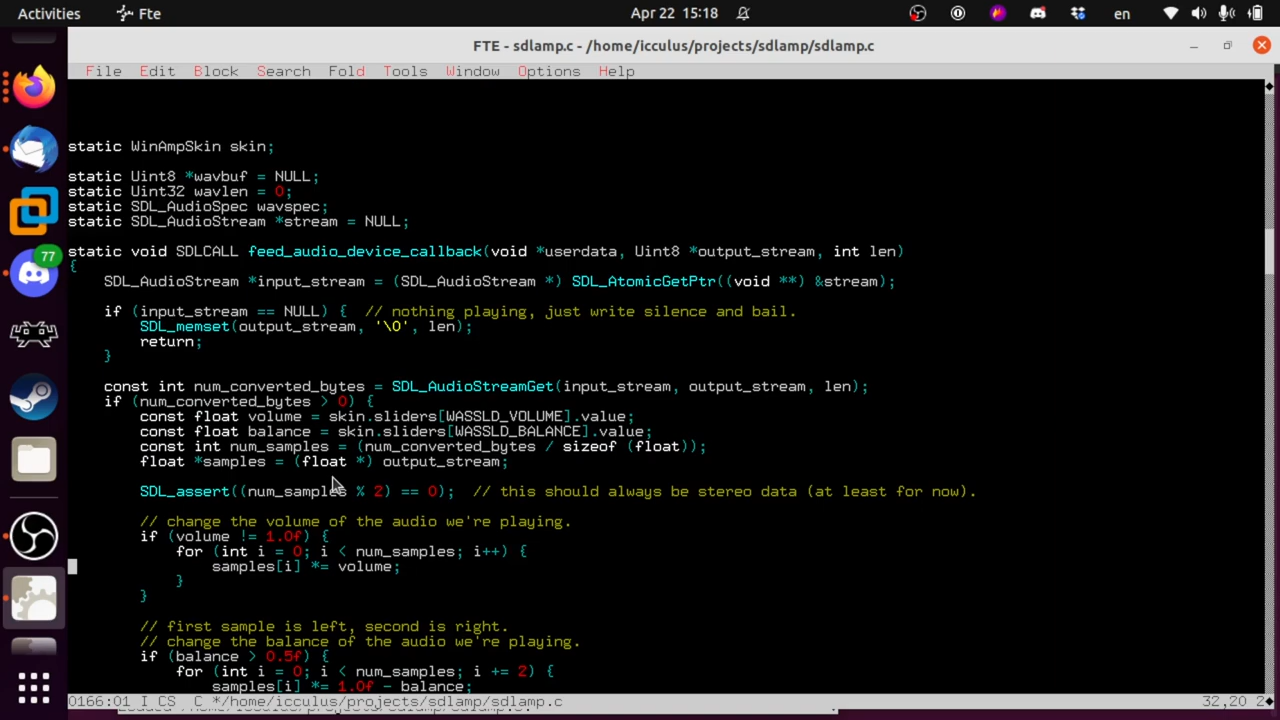 Activities Fte Apr 22 15:18 en
FTE - sdlamp.c - /home/icculus/projects/sdlamp/sdlamp.c
File Edit Block Search Fold Tools Window Options Help
static WinAmpSkin skin;
static Uint8 *wavbuf = NULL;
static Uint32 wavlen = 0;
static SDL_AudioSpec wavspec;
static SDL_AudioStream *stream = NULL;
static void SDLCALL feed_audio_device_callback(void *userdata, Uint8 *output_stream, int len)
{
SDL_AudioStream *input_stream = (SDL_AudioStream *) SDL_AtomicGetPtr((void **) &stream);
if (input_stream == NULL) { // nothing playing, just write silence and bail.
SDL_memset(output_stream, '\0', len);
return;
}
const int num_converted_bytes = SDL_AudioStreamGet(input_stream, output_stream, len);
if (num_converted_bytes > 0) {
const float volume = skin.sliders[WASSLD_VOLUME].value;
const float balance = skin.sliders[WASSLD_BALANCE].value;
const int num_samples = (num_converted_bytes / sizeof (float));
float *samples = (float *) output_stream;
SDL_assert((num_samples % 2) == 0); // this should always be stereo data (at least for now).
// change the volume of the audio we're playing.
if (volume != 1.0f) {
for (int i = 0; i < num_samples; i++) {
samples[i] *= volume;
}
}
// first sample is left, second is right.
// change the balance of the audio we're playing.
if (balance > 0.5f) {
for (int i = 0; i < num_samples; i += 2) {
samples[i] *= 1.0f - balance;
0166:01 I CS C */home/icculus/projects/sdlamp/sdlamp.c 32,20 2
77